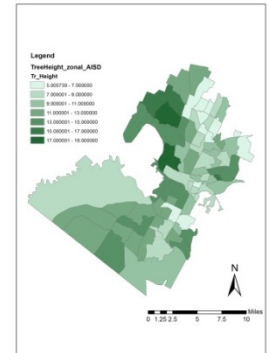 Legend
TreeHeight_zonal_AISD
Tr_Height
5.005739 - 7.000000
7.000001 - 9.000000
9.000001 - 11.000000
11.000001 - 13.000000
13.000001 - 15.000000
15.000001 - 17.000000
17.000001 - 19.000000
N
Miles
0 1.25 2.5 5 7.5 10